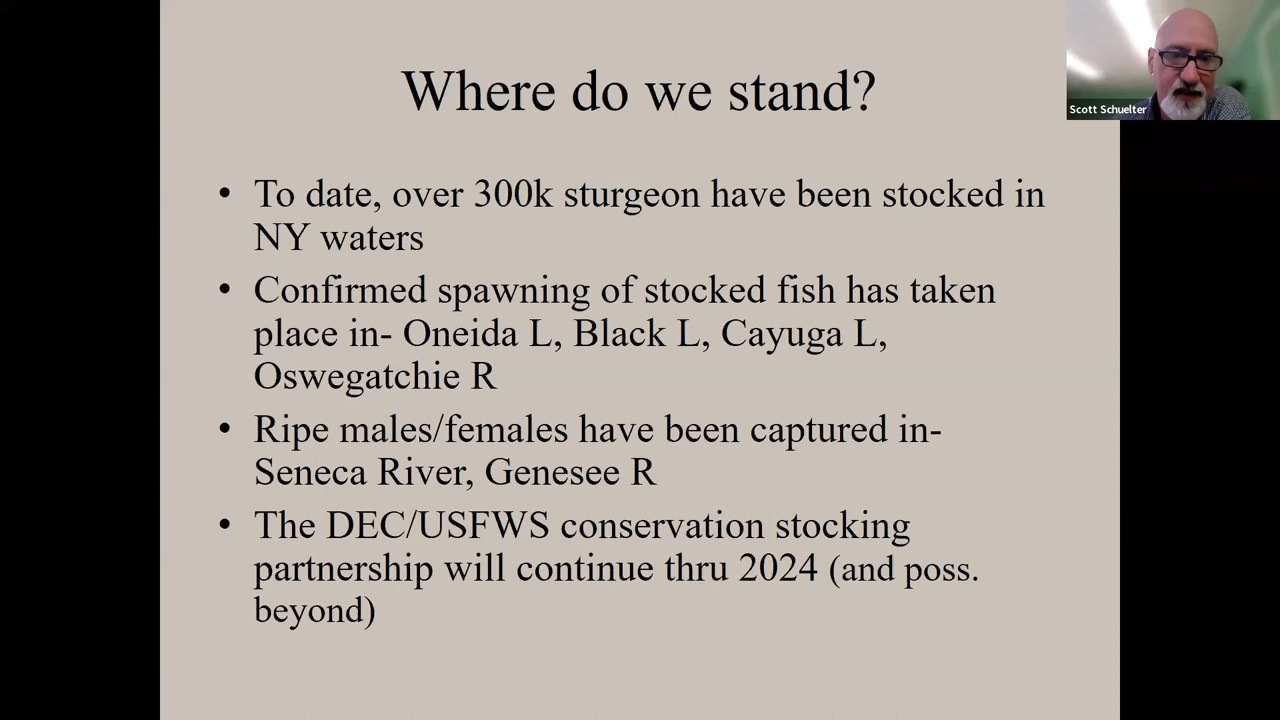 Where do we stand?
Scott Schuelter
• To date, over 300k sturgeon have been stocked in
NY waters
• Confirmed spawning of stocked fish has taken
place in- Oneida L, Black L, Cayuga L,
Oswegatchie R
• Ripe males/females have been captured in-
Seneca River, Genesee R
• The DEC/USFWS conservation stocking
partnership will continue thru 2024 (and poss.
beyond)